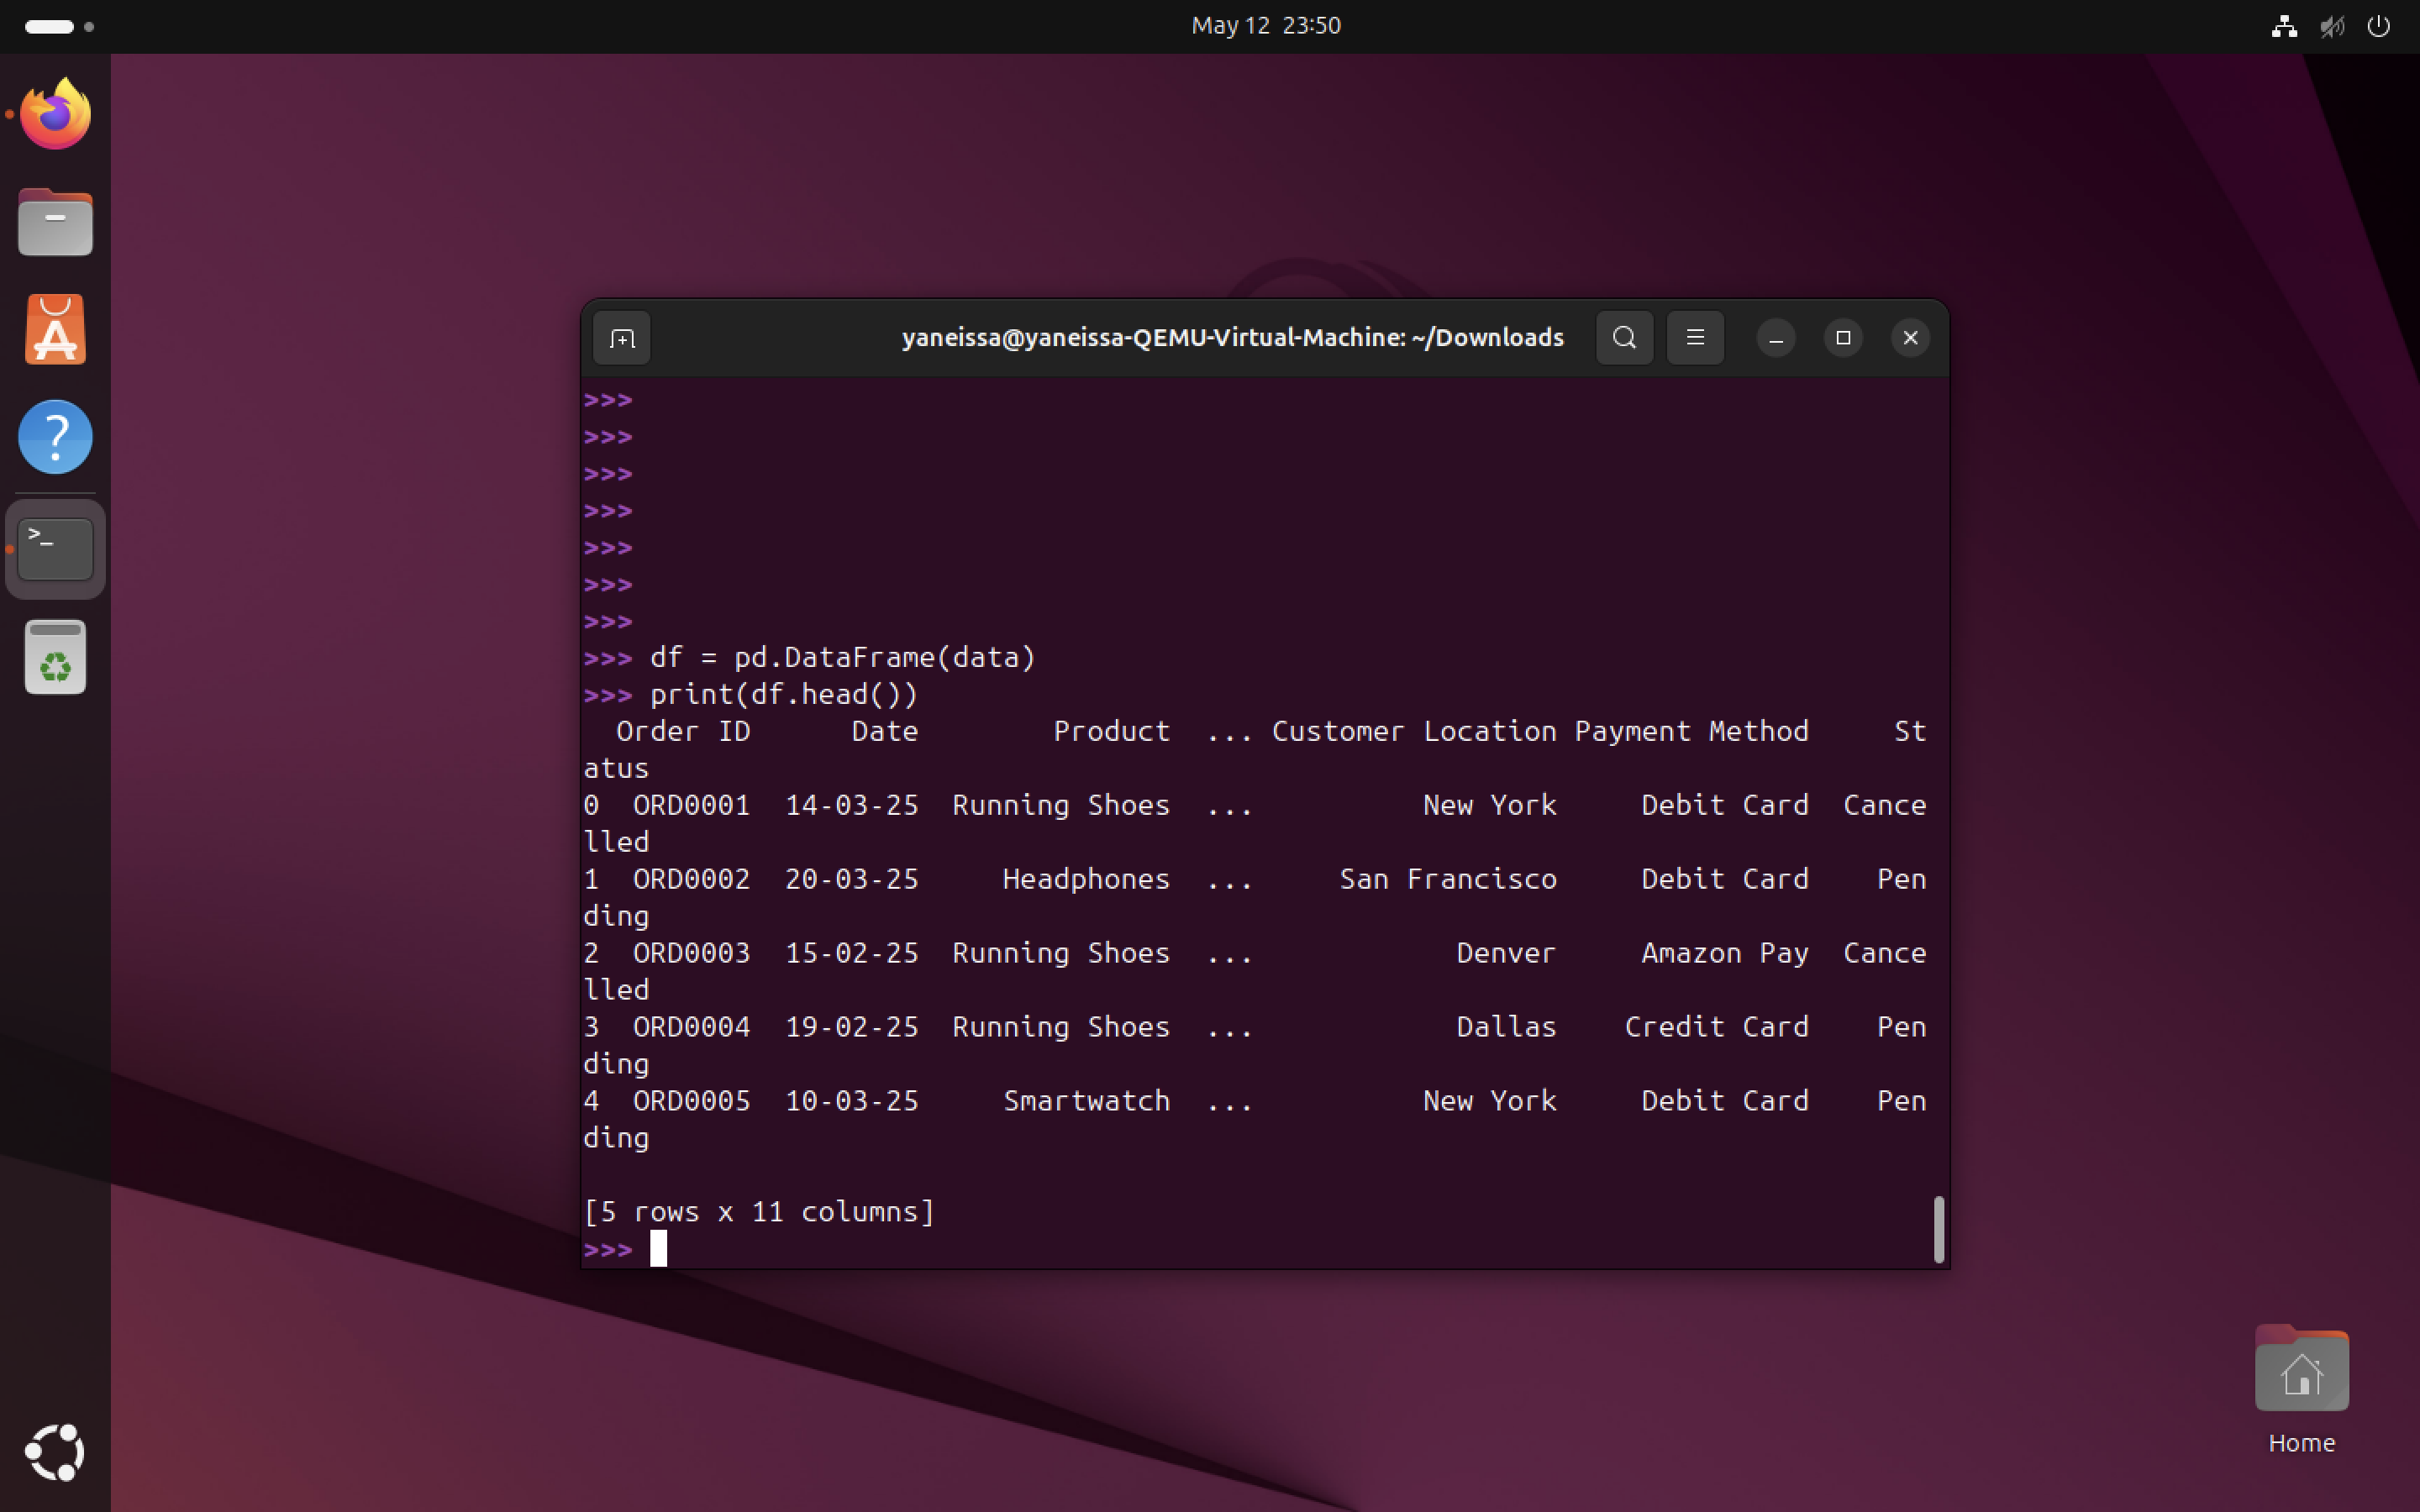 May 12 23:50
yaneissa@yaneissa-QEMU-Virtual-Machine: ~/Downloads
>>>
>>>
>>>
>>>
>>>
>>>
>>>
>>> df = pd.DataFrame(data)
>>> print(df.head())
  Order ID      Date        Product  ... Customer Location Payment Method     St
atus
0  ORD0001  14-03-25  Running Shoes  ...          New York     Debit Card  Cance
lled
1  ORD0002  20-03-25     Headphones  ...     San Francisco     Debit Card    Pen
ding
2  ORD0003  15-02-25  Running Shoes  ...            Denver     Amazon Pay  Cance
lled
3  ORD0004  19-02-25  Running Shoes  ...            Dallas    Credit Card    Pen
ding
4  ORD0005  10-03-25     Smartwatch  ...          New York     Debit Card    Pen
ding
[5 rows x 11 columns]
>>>
Home